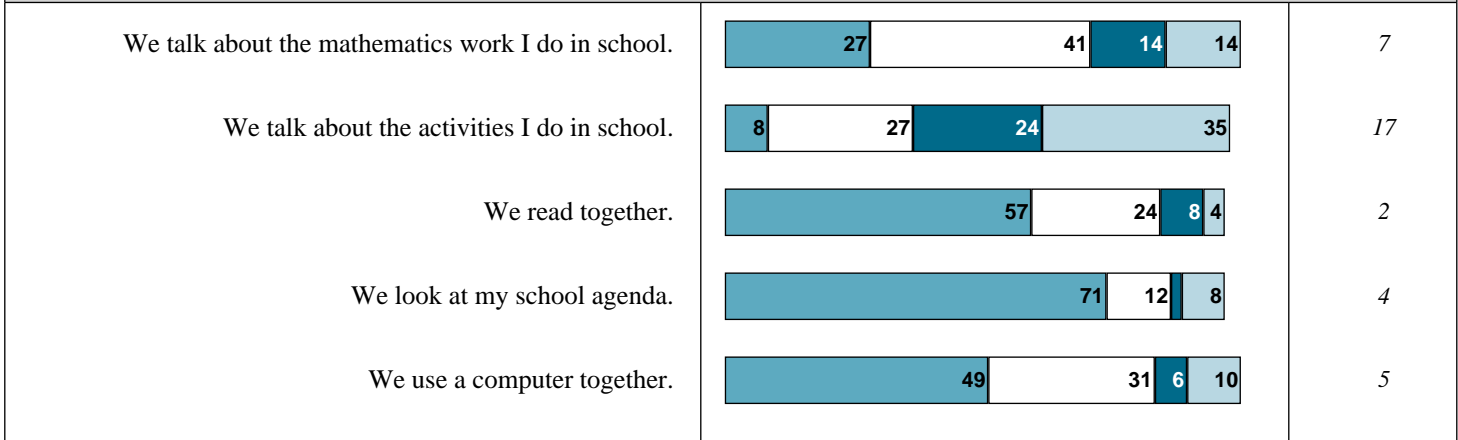 We talk about the mathematics work I do in school. 27 41 14 14 7
We talk about the activities I do in school. 8 27 24 35 17
We read together. 57 24 8 4 2
We look at my school agenda. 71 12 8 4
We use a computer together. 49 31 6 10 5